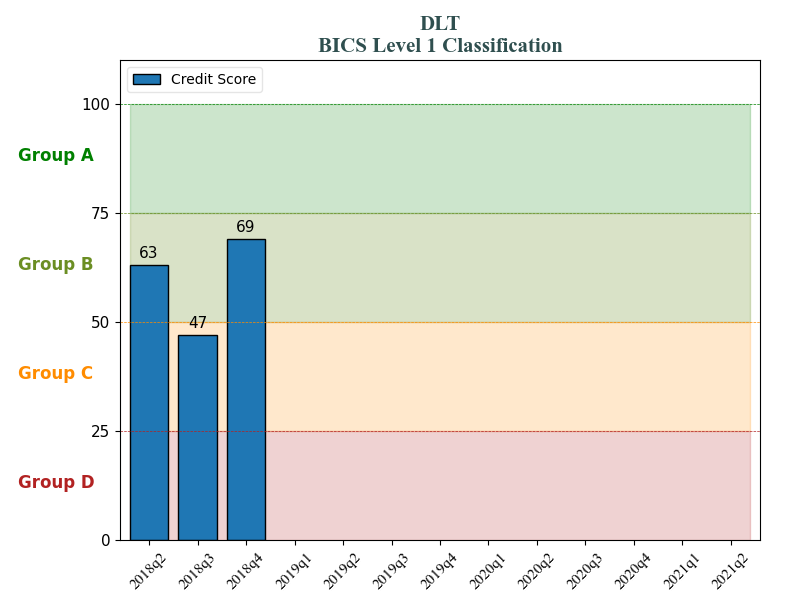 DLT
BICS Level 1 Classification
Credit Score
100
Group A
75
69
63
Group B
50
47
Group C
25
Group D
0
2018q2 2018q3 2018q4 2019q1 2019q2 2019q3 2019q4 2020q1 2020q2 2020q3 2020q4 2021q1 2021q2